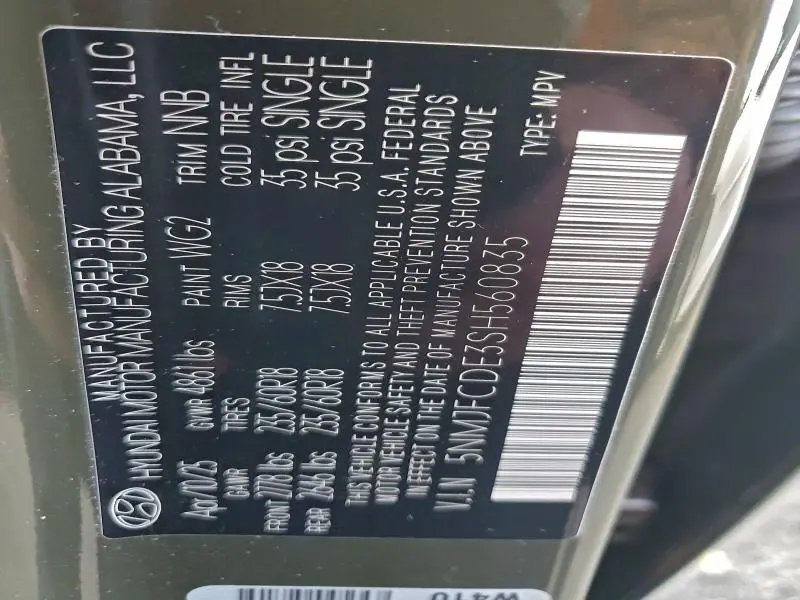 MANUFACTURED BY
HYUNDAI MOTOR MANUFACTURING ALABAMA, LLC
Apr/10/25 GVWR 4861 lbs PAINT WG2 TRIM NNB
GAWR TIRES RIMS COLD TIRE INFL
FRONT 2778 lbs 235/60R18 7.5JX18 35 psi SINGLE
REAR 2646 lbs 235/60R18 7.5JX18 35 psi SINGLE
THIS VEHICLE CONFORMS TO ALL APPLICABLE U.S.A. FEDERAL
MOTOR VEHICLE SAFETY AND THEFT PREVENTION STANDARDS
IN EFFECT ON THE DATE OF MANUFACTURE SHOWN ABOVE
V.I.N 5NMJFCDE3SH560835
TYPE: MPV
W410